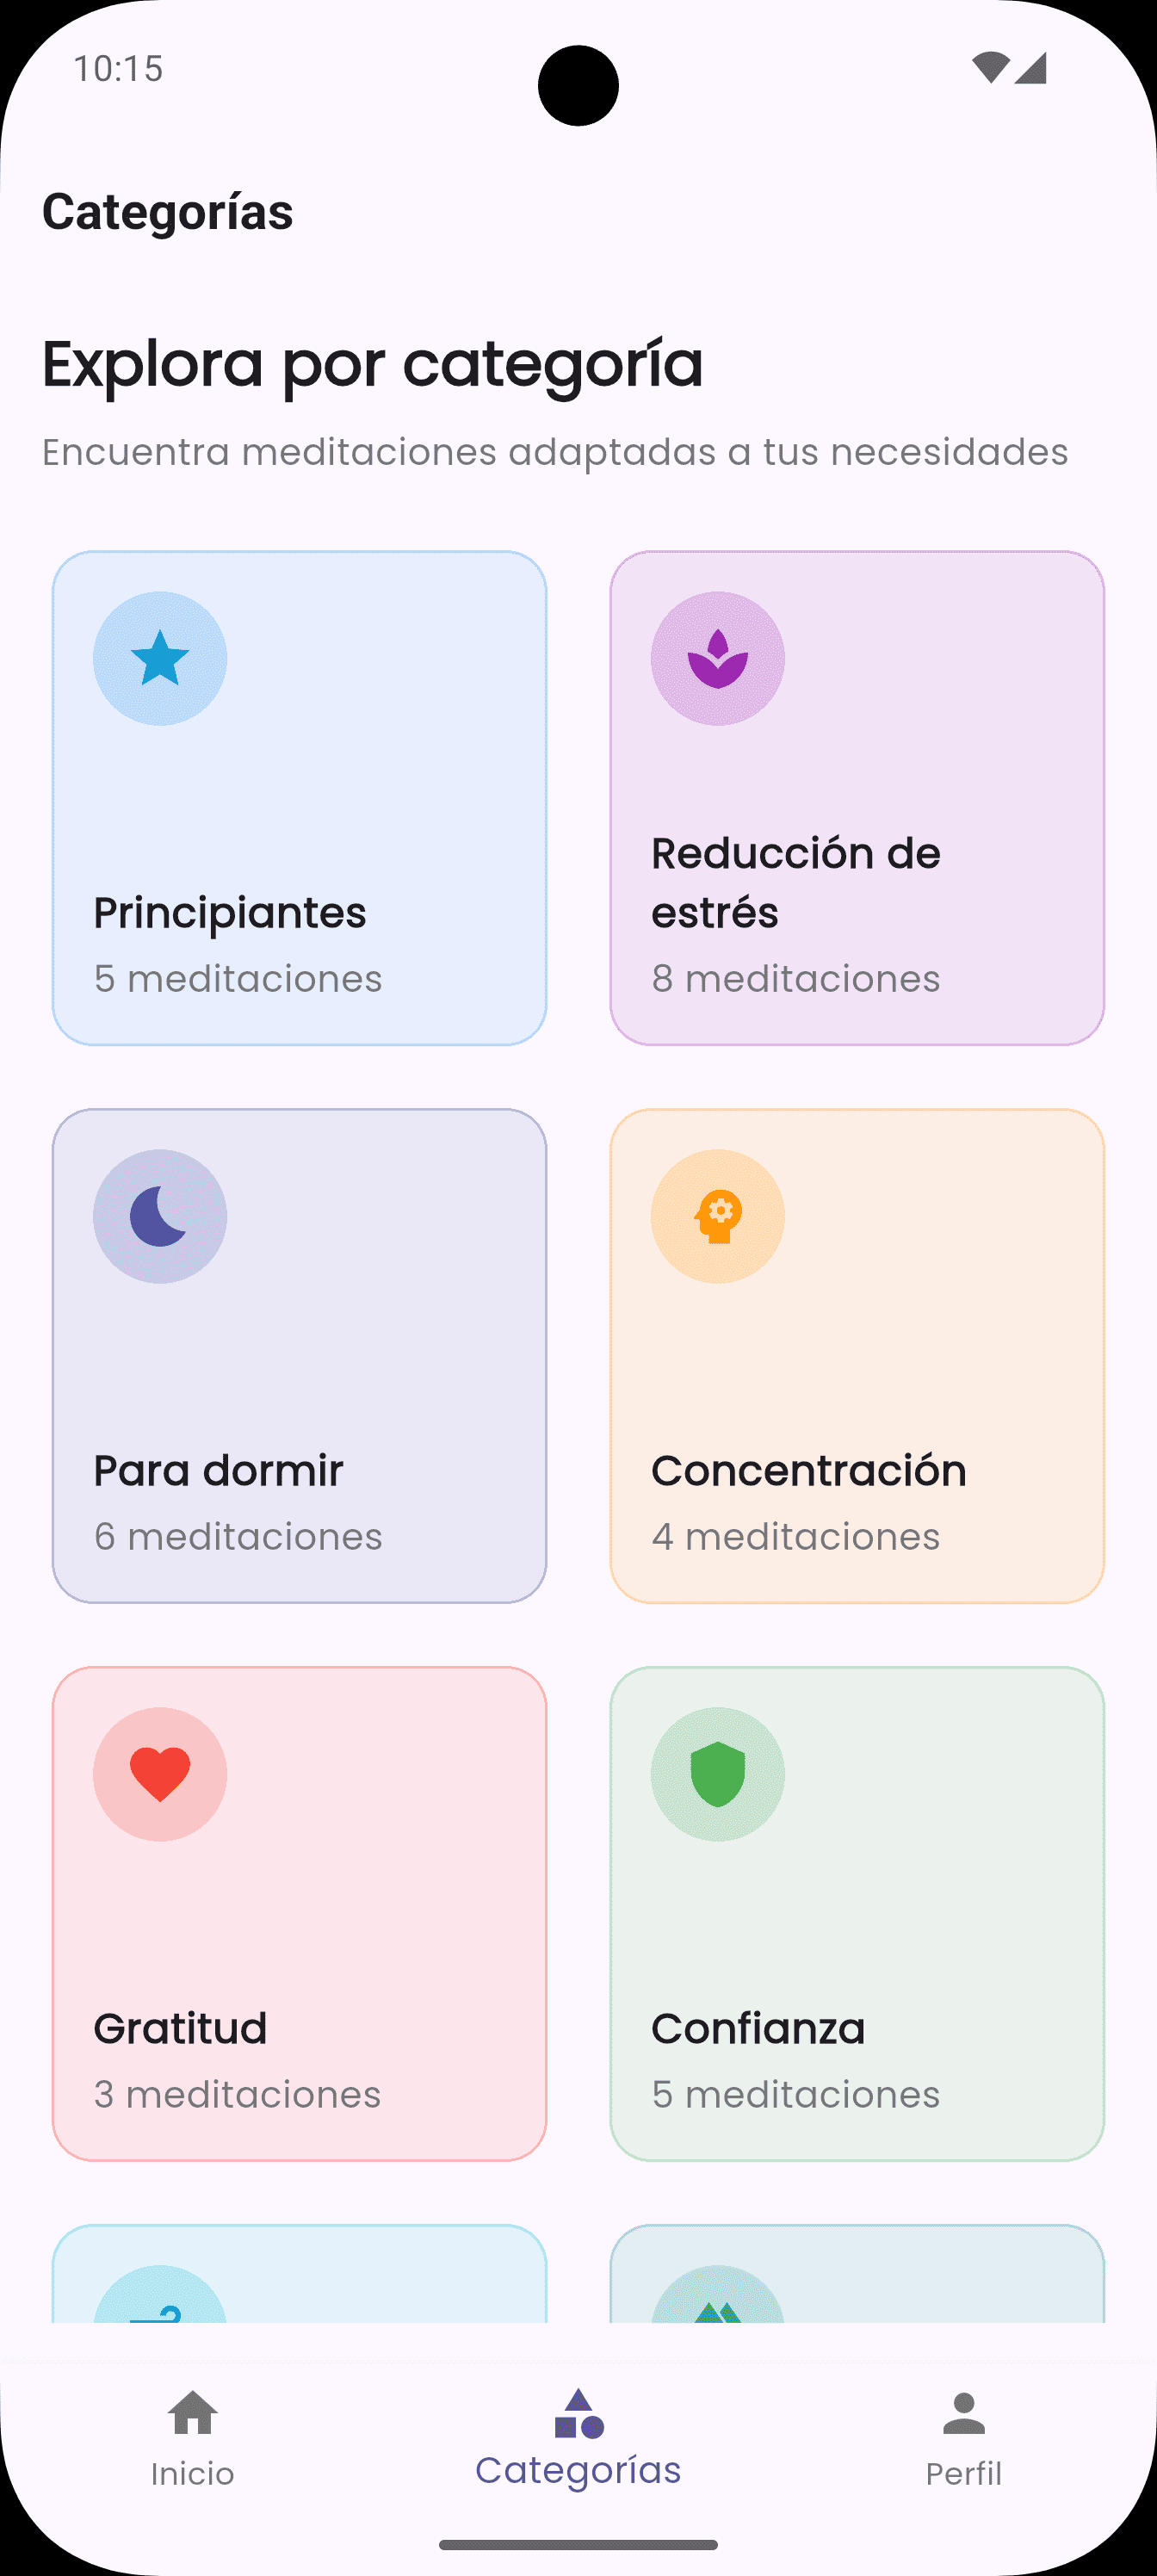 10:15
Categorías
Explora por categoría
Encuentra meditaciones adaptadas a tus necesidades
Principiantes
5 meditaciones
Reducción de
estrés
8 meditaciones
Para dormir
6 meditaciones
Concentración
4 meditaciones
Gratitud
3 meditaciones
Confianza
5 meditaciones
Inicio
Categorías
Perfil